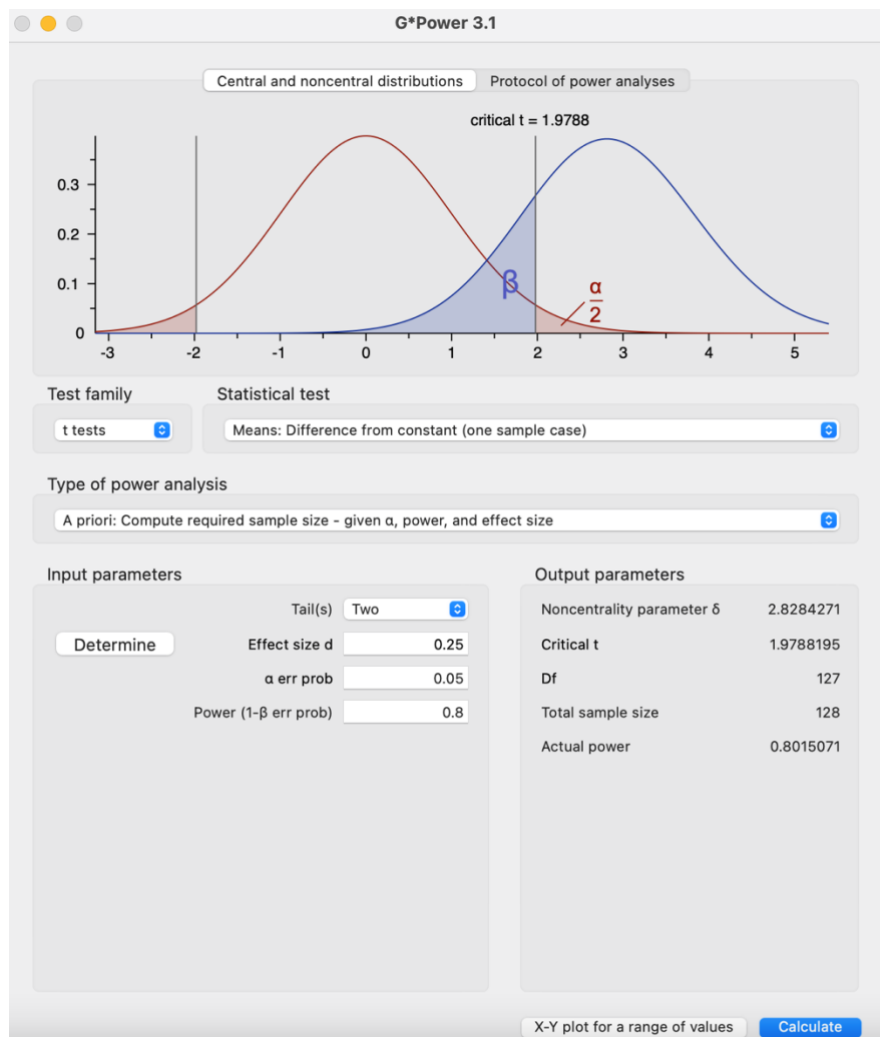 G*Power 3.1
Central and noncentral distributions Protocol of power analyses
critical t = 1.9788
0.3
0.2
0.1
0
β
α
2
-3 -2 -1 0 1 2 3 4 5
Test family Statistical test
t tests Means: Difference from constant (one sample case)
Type of power analysis
A priori: Compute required sample size - given α, power, and effect size
Input parameters
Tail(s) Two
Determine Effect size d 0.25
α err prob 0.05
Power (1-β err prob) 0.8
Output parameters
Noncentrality parameter δ 2.8284271
Critical t 1.9788195
Df 127
Total sample size 128
Actual power 0.8015071
X-Y plot for a range of values Calculate